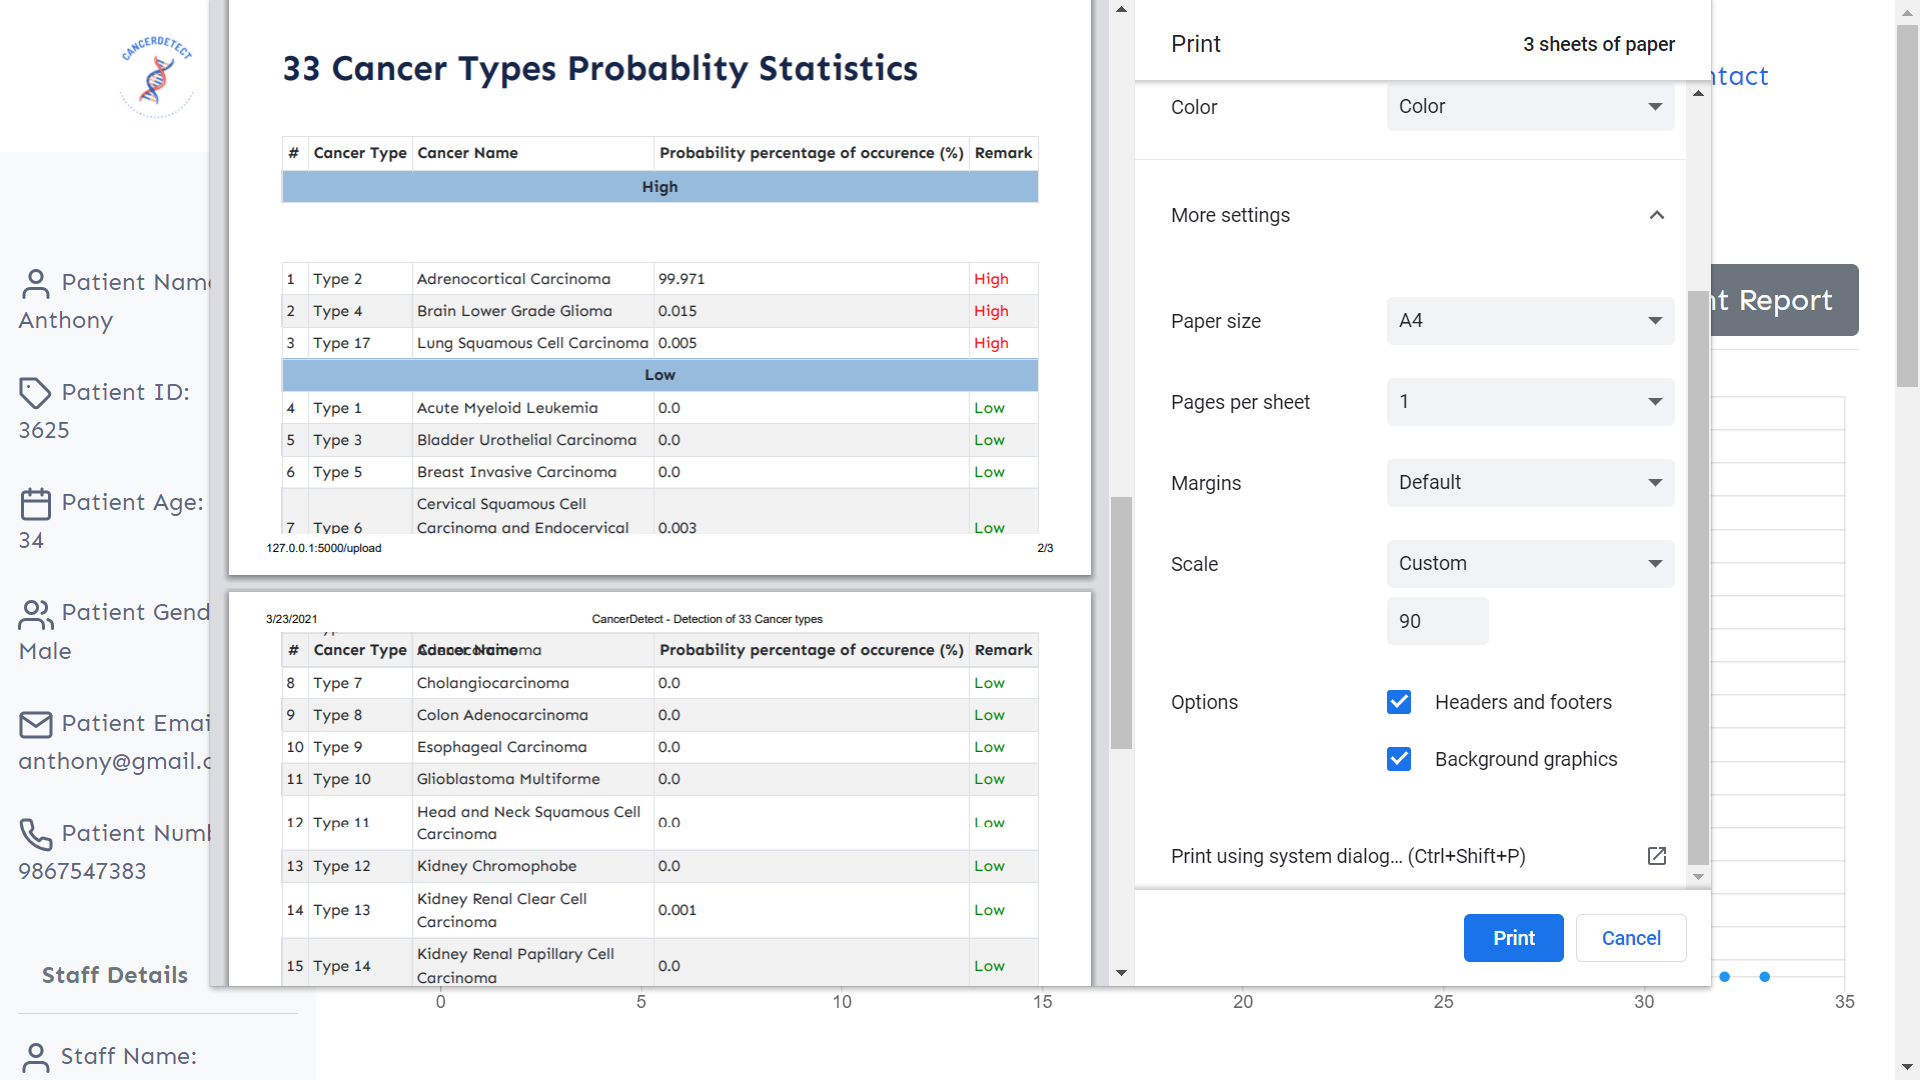 CANCERDETECT
Patient Name
Anthony
Patient ID:
3625
Patient Age:
34
Patient Gend
Male
Patient Emai
anthony@gmail.c
Patient Numb
9867547383
Staff Details
Staff Name:
33 Cancer Types Probablity Statistics
# Cancer Type Cancer Name Probability percentage of occurence (%) Remark
High
1 Type 2 Adrenocortical Carcinoma 99.971 High
2 Type 4 Brain Lower Grade Glioma 0.015 High
3 Type 17 Lung Squamous Cell Carcinoma 0.005 High
Low
4 Type 1 Acute Myeloid Leukemia 0.0 Low
5 Type 3 Bladder Urothelial Carcinoma 0.0 Low
6 Type 5 Breast Invasive Carcinoma 0.0 Low
Cervical Squamous Cell
7 Type 6 Carcinoma and Endocervical 0.003 Low
127.0.0.1:5000/upload 2/3
3/23/2021 CancerDetect - Detection of 33 Cancer types
# Cancer Type Cancer Name Probability percentage of occurence (%) Remark
8 Type 7 Cholangiocarcinoma 0.0 Low
9 Type 8 Colon Adenocarcinoma 0.0 Low
10 Type 9 Esophageal Carcinoma 0.0 Low
11 Type 10 Glioblastoma Multiforme 0.0 Low
12 Type 11 Head and Neck Squamous Cell 0.0 Low
Carcinoma
13 Type 12 Kidney Chromophobe 0.0 Low
Kidney Renal Clear Cell
14 Type 13 Carcinoma 0.001 Low
Kidney Renal Papillary Cell
15 Type 14 Carcinoma 0.0 Low
Print 3 sheets of paper
Color Color
More settings
Paper size A4
Pages per sheet 1
Margins Default
Scale Custom
90
Options Headers and footers
Background graphics
Print using system dialog... (Ctrl+Shift+P)
Print Cancel
ntact
nt Report
0 5 10 15 20 25 30 35